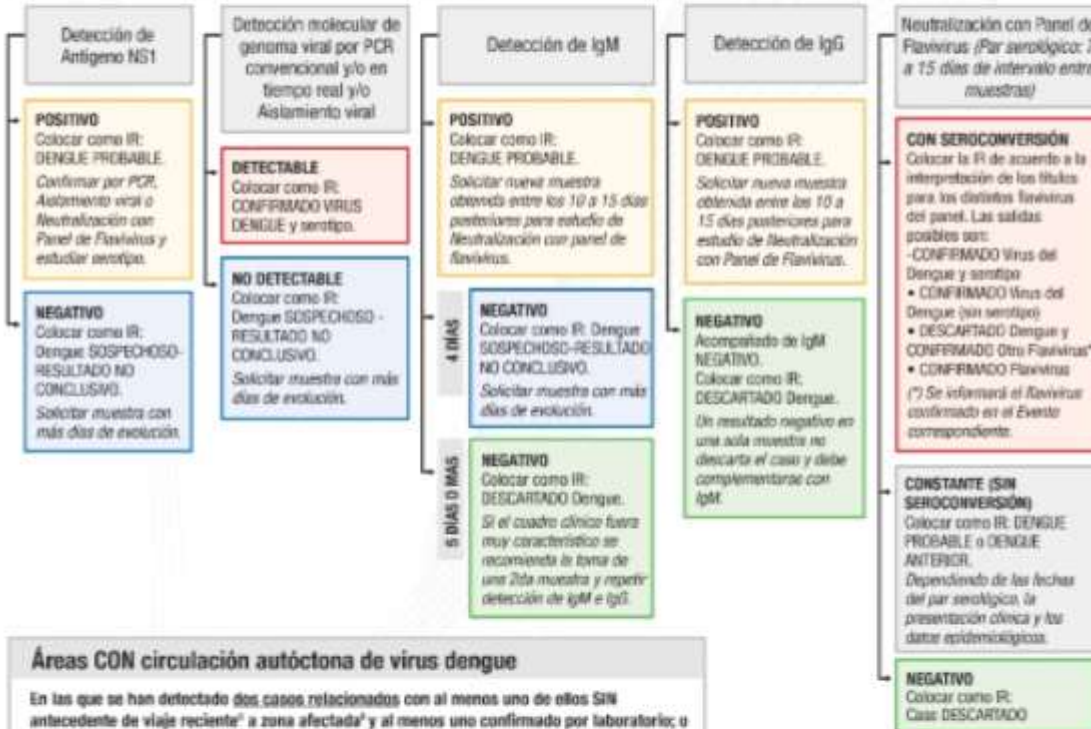 Detección de
Antígeno NS1
POSITIVO
Colocar como IR:
DENGUE PROBABLE.
Confirmar por PCR,
Aislamiento viral o
Neutralización con
Panel de Flavivirus y
estudiar serotipo.
NEGATIVO
Colocar como IR:
Dengue SOSPECHOSO-
RESULTADO NO
CONCLUSIVO.
Solicitar muestra con
más días de evolución.
Detección molecular de
genoma viral por PCR
convencional y/o en
tiempo real y/o
Aislamiento viral
DETECTABLE
Colocar como IR:
CONFIRMADO VIRUS
DENGUE y serotipo.
NO DETECTABLE
Colocar como IR:
Dengue SOSPECHOSO -
RESULTADO NO
CONCLUSIVO.
Solicitar muestra con más
días de evolución.
Detección de IgM
POSITIVO
Colocar como IR:
DENGUE PROBABLE.
Solicitar nueva muestra
obtenida entre los 10 a 15 días
posteriores para estudio de
Neutralización con panel de
flavivirus.
4 DÍAS
NEGATIVO
Colocar como IR: Dengue
SOSPECHOSO-RESULTADO
NO CONCLUSIVO.
Solicitar muestra con más
días de evolución.
5 DÍAS O MAS
NEGATIVO
Colocar como IR:
DESCARTADO Dengue.
Si el cuadro clínico fuera
muy característico se
recomienda la toma de
una 2da muestra y repetir
detección de IgM e IgG.
Detección de IgG
POSITIVO
Colocar como IR:
DENGUE PROBABLE.
Solicitar nueva muestra
obtenida entre los 10 a
15 días posteriores para
estudio de Neutralización
con Panel de Flavivirus.
NEGATIVO
Acompañado de IgM
NEGATIVO.
Colocar como IR:
DESCARTADO Dengue.
Un resultado negativo en
una sola muestra no
descarta el caso y debe
complementarse con
IgM.
Neutralización con Panel de
Flavivirus (Par serológico:
a 15 días de intervalo entre
muestras)
CON SEROCONVERSIÓN
Colocar la IR de acuerdo a la
interpretación de los títulos
para los distintos flavivirus
del panel. Las salidas
posibles son:
-CONFIRMADO Virus del
Dengue y serotipo
• CONFIRMADO Virus del
Dengue (sin serotipo)
• DESCARTADO Dengue y
CONFIRMADO Otro Flavivirus*
• CONFIRMADO Flavivirus
(*) Se informará el flavivirus
confirmado en el Evento
correspondiente.
CONSTANTE (SIN
SEROCONVERSIÓN)
Colocar como IR: DENGUE
PROBABLE o DENGUE
ANTERIOR.
Dependiendo de las fechas
del par serológico, la
presentación clínica y los
datos epidemiológicos.
NEGATIVO
Colocar como IR:
Caso DESCARTADO
Áreas CON circulación autóctona de virus dengue
En las que se han detectado dos casos relacionados con al menos uno de ellos SIN
antecedente de viaje reciente a zona afectada y al menos uno confirmado por laboratorio; o